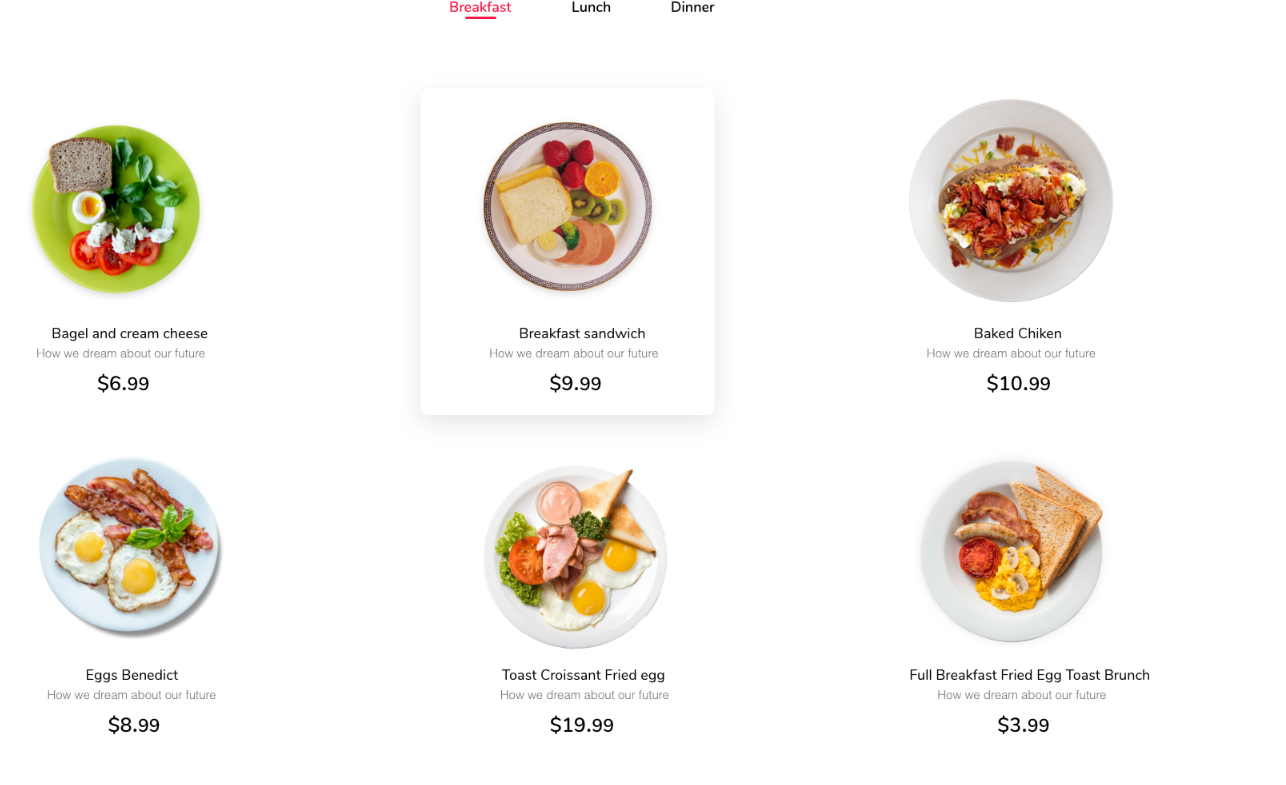 Breakfast Lunch Dinner
Bagel and cream cheese
How we dream about our future
$6.99
Breakfast sandwich
How we dream about our future
$9.99
Baked Chiken
How we dream about our future
$10.99
Eggs Benedict
How we dream about our future
$8.99
Toast Croissant Fried egg
How we dream about our future
$19.99
Full Breakfast Fried Egg Toast Brunch
How we dream about our future
$3.99